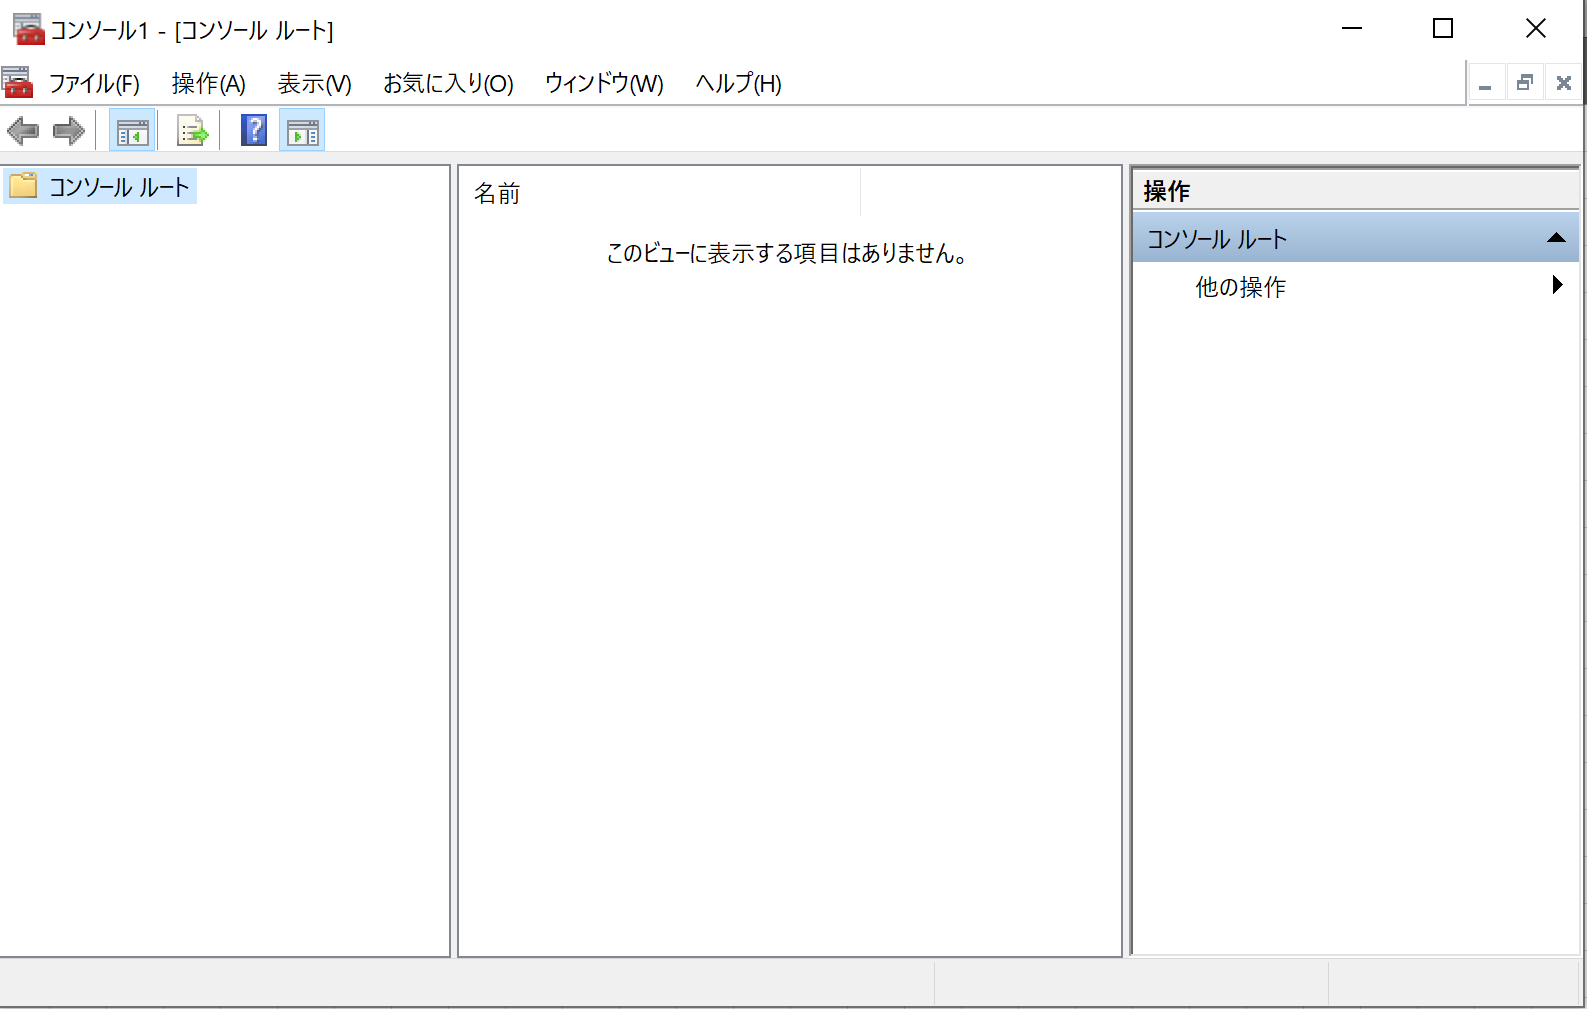 コンソール1 - [コンソール ルート]
ファイル(F) 操作(A) 表示(V) お気に入り(O) ウィンドウ(W) ヘルプ(H)
コンソール ルート
名前
このビューに表示する項目はありません。
操作
コンソール ルート
他の操作